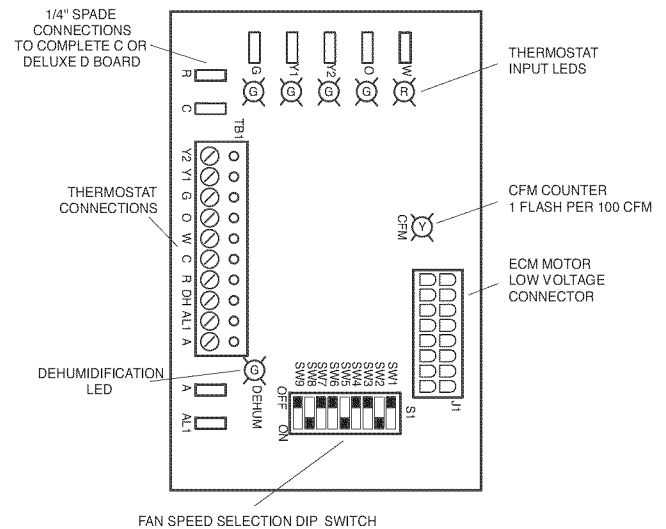 1/4" SPADE
CONNECTIONS
TO COMPLETE C OR
DELUXE D BOARD
G
Y1
Y2
O
W
G
G
G
G
R
THERMOSTAT
INPUT LEDS
R
C
TB1
Y2
Y1
G
O
W
C
R
DH
AL1
A
THERMOSTAT
CONNECTIONS
CFM
Y
CFM COUNTER
1 FLASH PER 100 CFM
ECM MOTOR
LOW VOLTAGE
CONNECTOR
J1
DEHUMIDIFICATION
LED
G
DEHUM
A
AL1
SW9
SW8
SW7
SW6
SW5
SW4
SW3
SW2
SW1
OFF
ON
S1
FAN SPEED SELECTION DIP SWITCH